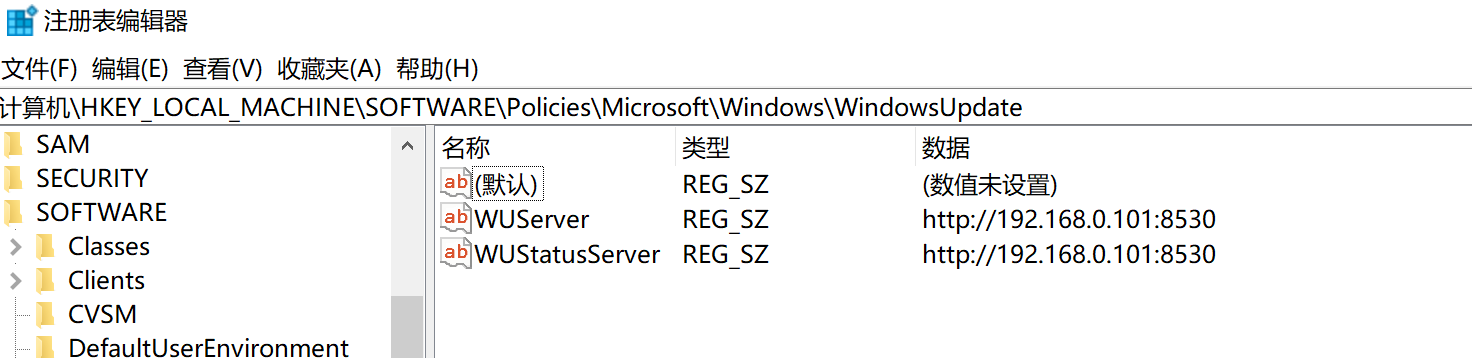 注册表编辑器
文件(F) 编辑(E) 查看(V) 收藏夹(A) 帮助(H)
计算机\HKEY_LOCAL_MACHINE\SOFTWARE\Policies\Microsoft\Windows\WindowsUpdate
SAM
SECURITY
SOFTWARE
Classes
Clients
CVSM
DefaultUserEnvironment
名称 类型 数据
ab (默认) REG_SZ (数值未设置)
ab WUServer REG_SZ http://192.168.0.101:8530
ab WUStatusServer REG_SZ http://192.168.0.101:8530